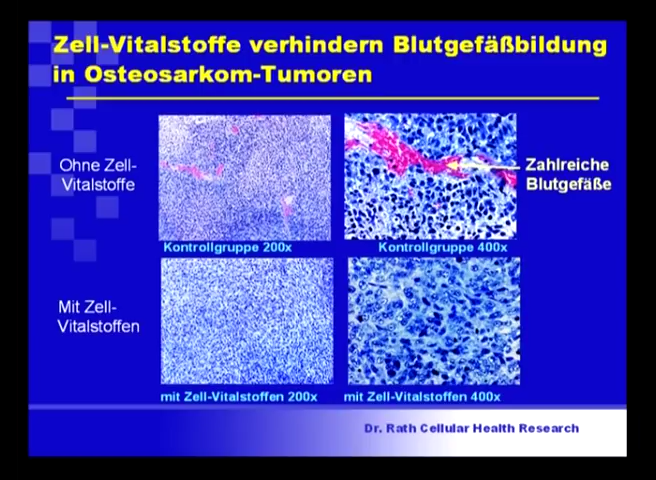 Zell-Vitalstoffe verhindern Blutgefäßbildung
in Osteosarkom-Tumoren
Ohne Zell-
Vitalstoffe
Zahlreiche
Blutgefäße
Kontrollgruppe 200x
Kontrollgruppe 400x
Mit Zell-
Vitalstoffen
mit Zell-Vitalstoffen 200x
mit Zell-Vitalstoffen 400x
Dr. Rath Cellular Health Research